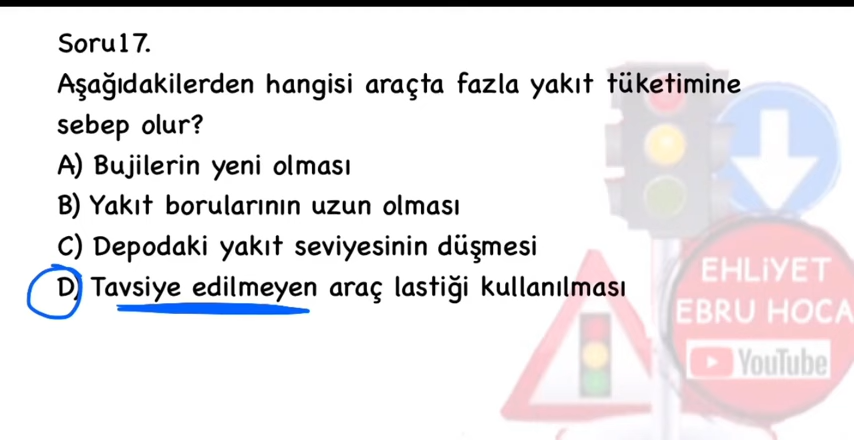 Soru17.
Aşağıdakilerden hangisi araçta fazla yakıt tüketimine
sebep olur?
A) Bujilerin yeni olması
B) Yakıt borularının uzun olması
C) Depodaki yakıt seviyesinin düşmesi
D) Tavsiye edilmeyen araç lastiği kullanılması
EHLİYET
EBRU HOCA
YouTube